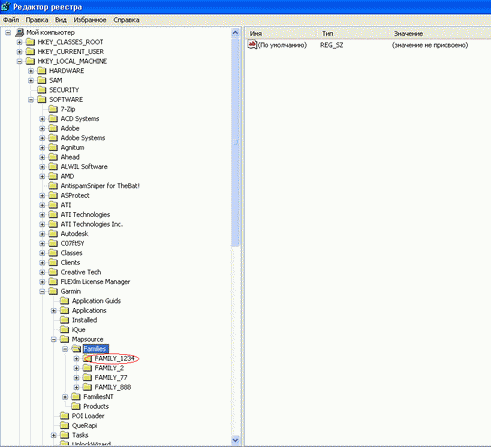 Редактор реестра
Файл Правка Вид Избранное Справка
Мой компьютер
HKEY_CLASSES_ROOT
HKEY_CURRENT_USER
HKEY_LOCAL_MACHINE
HARDWARE
SAM
SECURITY
SOFTWARE
7-Zip
ACD Systems
Adobe
Adobe Systems
Agnitum
Ahead
ALWIL Software
AMD
AntispamSniper for TheBat!
ASProtect
ATI
ATI Technologies
ATI Technologies Inc.
Autodesk
C07ft5Y
Classes
Clients
Creative Tech
FLEXlm License Manager
Garmin
Application Guids
Applications
Installed
iQue
Mapsource
Families
FAMILY_1234
FAMILY_2
FAMILY_77
FAMILY_888
FamiliesNT
Products
POI Loader
QueRapi
Tasks
UnlockWizard
Имя Тип Значение
(По умолчанию) REG_SZ (значение не присвоено)